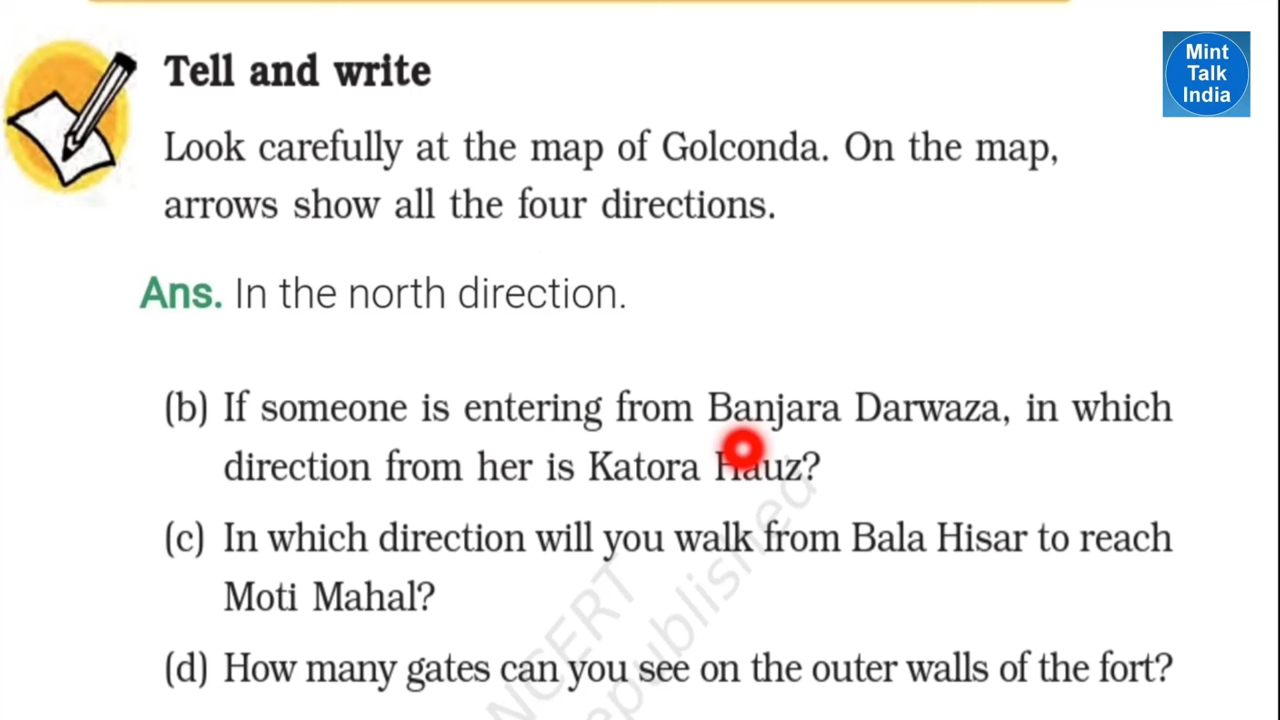 Mint
Talk
India
Tell and write
Look carefully at the map of Golconda. On the map,
arrows show all the four directions.
Ans. In the north direction.
(b) If someone is entering from Banjara Darwaza, in which
direction from her is Katora Hauz?
(c) In which direction will you walk from Bala Hisar to reach
Moti Mahal?
(d) How many gates can you see on the outer walls of the fort?
NCERT
republished